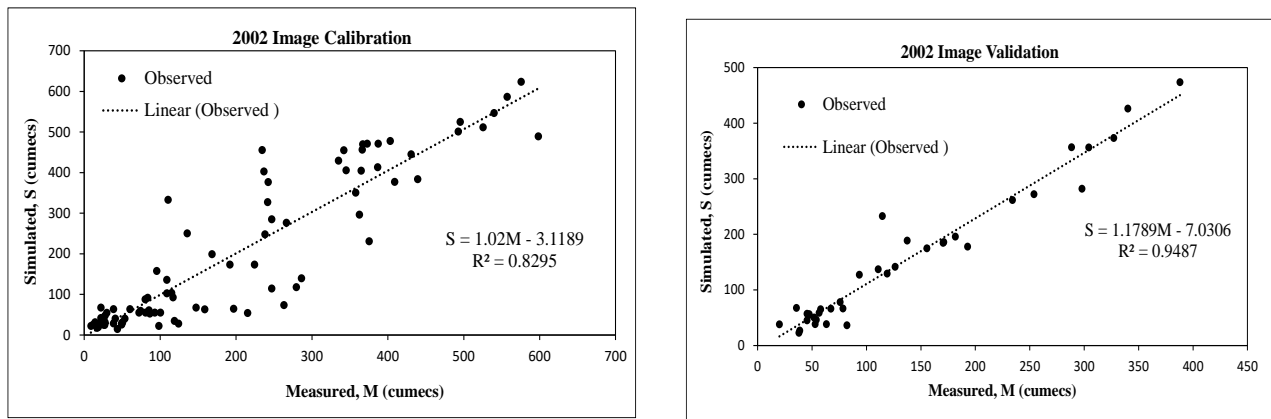 2002 Image Calibration
700
600
500
400
300
200
100
0
Simulated, S (cumecs)
Observed
Linear (Observed )
S = 1.02M - 3.1189
R² = 0.8295
0 100 200 300 400 500 600 700
Measured, M (cumecs)
2002 Image Validation
500
400
300
200
100
0
Simulated, S (cumecs)
Observed
Linear (Observed )
S = 1.1789M - 7.0306
R² = 0.9487
0 50 100 150 200 250 300 350 400 450
Measured, M (cumecs)